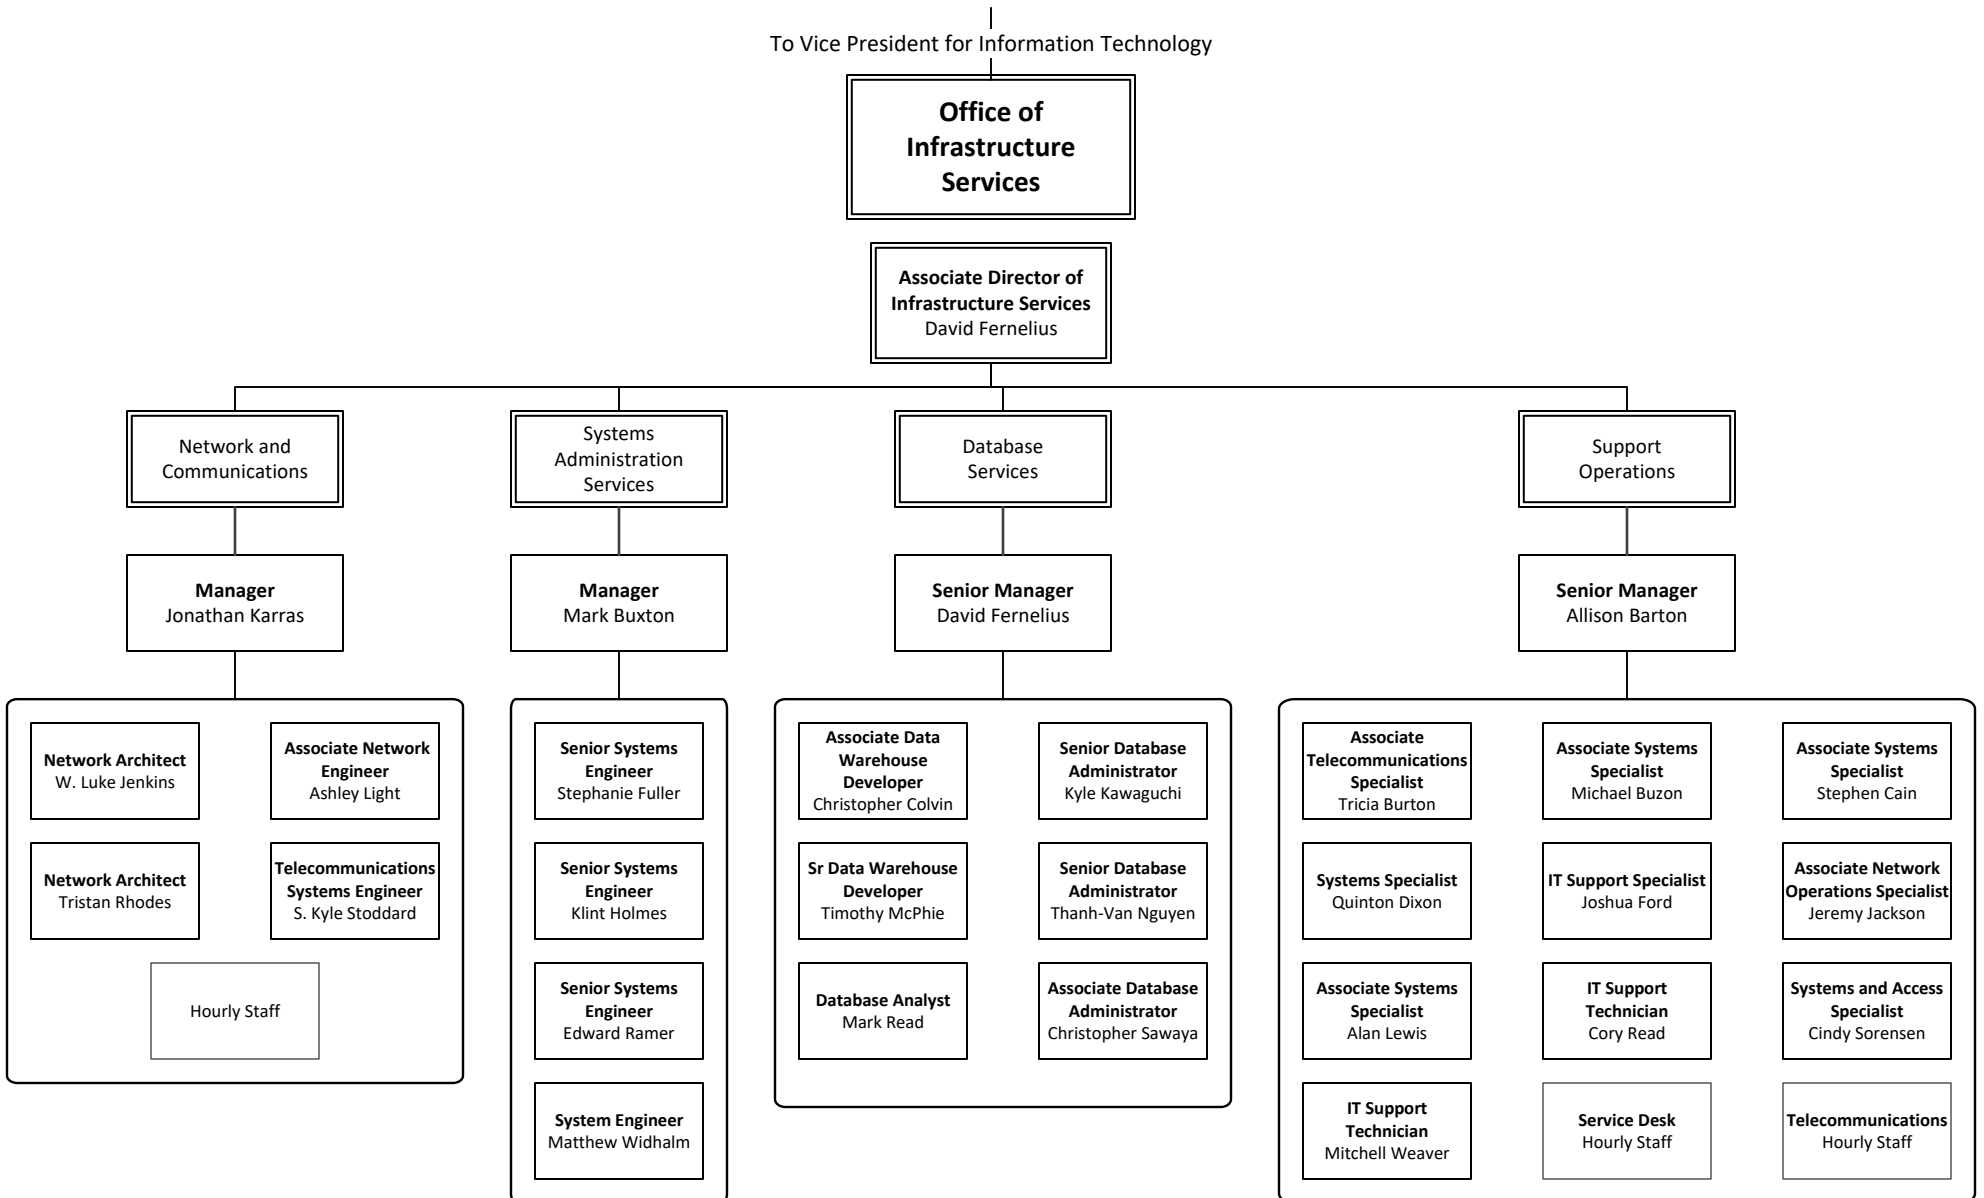 To Vice President for Information Technology
Office of
Infrastructure
Services
Associate Director of
Infrastructure Services
David Fernelius
Network and
Communications
Systems
Administration
Services
Database
Services
Support
Operations
Manager
Jonathan Karras
Manager
Mark Buxton
Senior Manager
David Fernelius
Senior Manager
Allison Barton
Network Architect
W. Luke Jenkins
Associate Network
Engineer
Ashley Light
Network Architect
Tristan Rhodes
Telecommunications
Systems Engineer
S. Kyle Stoddard
Hourly Staff
Senior Systems
Engineer
Stephanie Fuller
Senior Systems
Engineer
Klint Holmes
Senior Systems
Engineer
Edward Ramer
System Engineer
Matthew Widhalm
Associate Data
Warehouse
Developer
Christopher Colvin
Senior Database
Administrator
Kyle Kawaguchi
Sr Data Warehouse
Developer
Timothy McPhie
Senior Database
Administrator
Thanh-Van Nguyen
Database Analyst
Mark Read
Associate Database
Administrator
Christopher Sawaya
Associate
Telecommunications
Specialist
Tricia Burton
Associate Systems
Specialist
Michael Buzon
Associate Systems
Specialist
Stephen Cain
Systems Specialist
Quinton Dixon
IT Support Specialist
Joshua Ford
Associate Network
Operations Specialist
Jeremy Jackson
Associate Systems
Specialist
Alan Lewis
IT Support
Technician
Cory Read
Systems and Access
Specialist
Cindy Sorensen
IT Support
Technician
Mitchell Weaver
Service Desk
Hourly Staff
Telecommunications
Hourly Staff